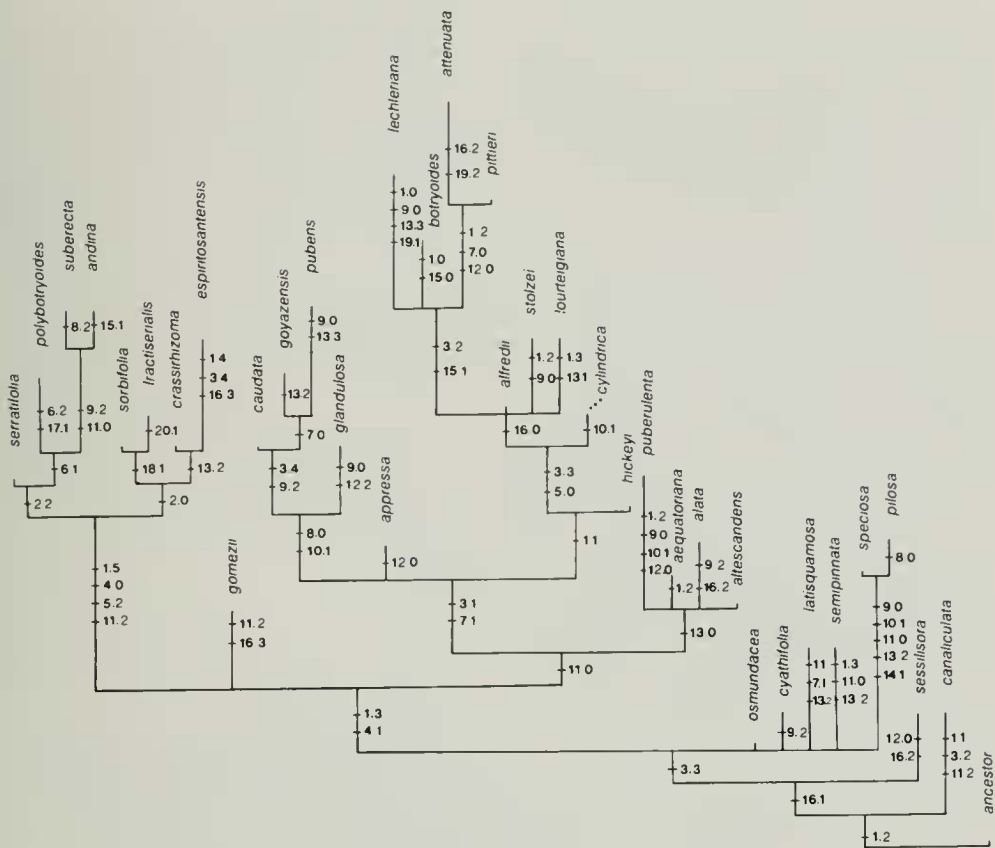 lechleriana
attenuata
16.2
19.2
pittieri
botryoides
1.0
9 0
13.3
19.1
1.0
15.0
1 2
7.0
12 0
polybotryoides
suberecta
andina
espiritosantensis
8.2
15.1
serratifolia
6.2
17.1
9.2
11.0
6 1
2 2
sorbifolia
fractiserialis
crassirhizoma
20.1
1 4
3 4
16 3
18 1
13.2
2.0
caudata
goyazensis
pubens
9.0
13 3
13.2
7 0
glandulosa
3.4
9.2
9.0
12 2
appressa
8.0
10.1
12 0
3.2
15.1
stolzei
lourteigiana
1.2
9 0
1.3
13 1
alfredii
cylindrica
16.0
10.1
3.3
5.0
hickeyi
1 1
puberulenta
1.2
9.0
10 1
12.0
aequatoriana
alata
altescandens
1.2
9 2
16.2
13 0
1.5
4 0
5.2
11.2
gomezii
11.2
16 3
3 1
7 1
11 0
latisquamosa
semipinnata
speciosa
pilosa
8 0
osmundacea
cyathifolia
9.2
1 1
7.1
13.2
1.3
11.0
13 2
9 0
10 1
11 0
13 2
14 1
sessilisora
canaliculata
1.3
4 1
3.3
12.0
16.2
1 1
3.2
11 2
16.1
1.2
ancestor